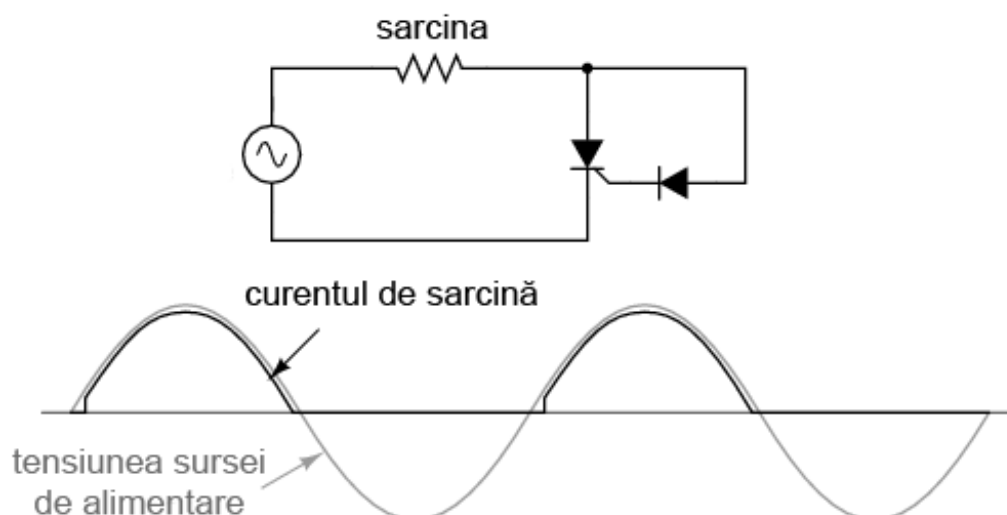 sarcina
curentul de sarcină
tensiunea sursei
de alimentare